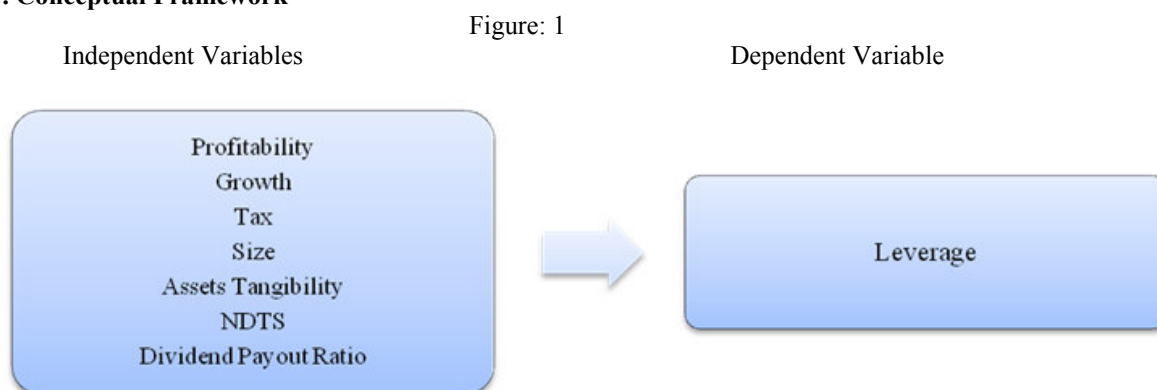 . Conceptual Framework
Figure: 1
Independent Variables Dependent Variable
Profitability
Growth
Tax
Size
Assets Tangibility
NDTS
Dividend Payout Ratio
Leverage